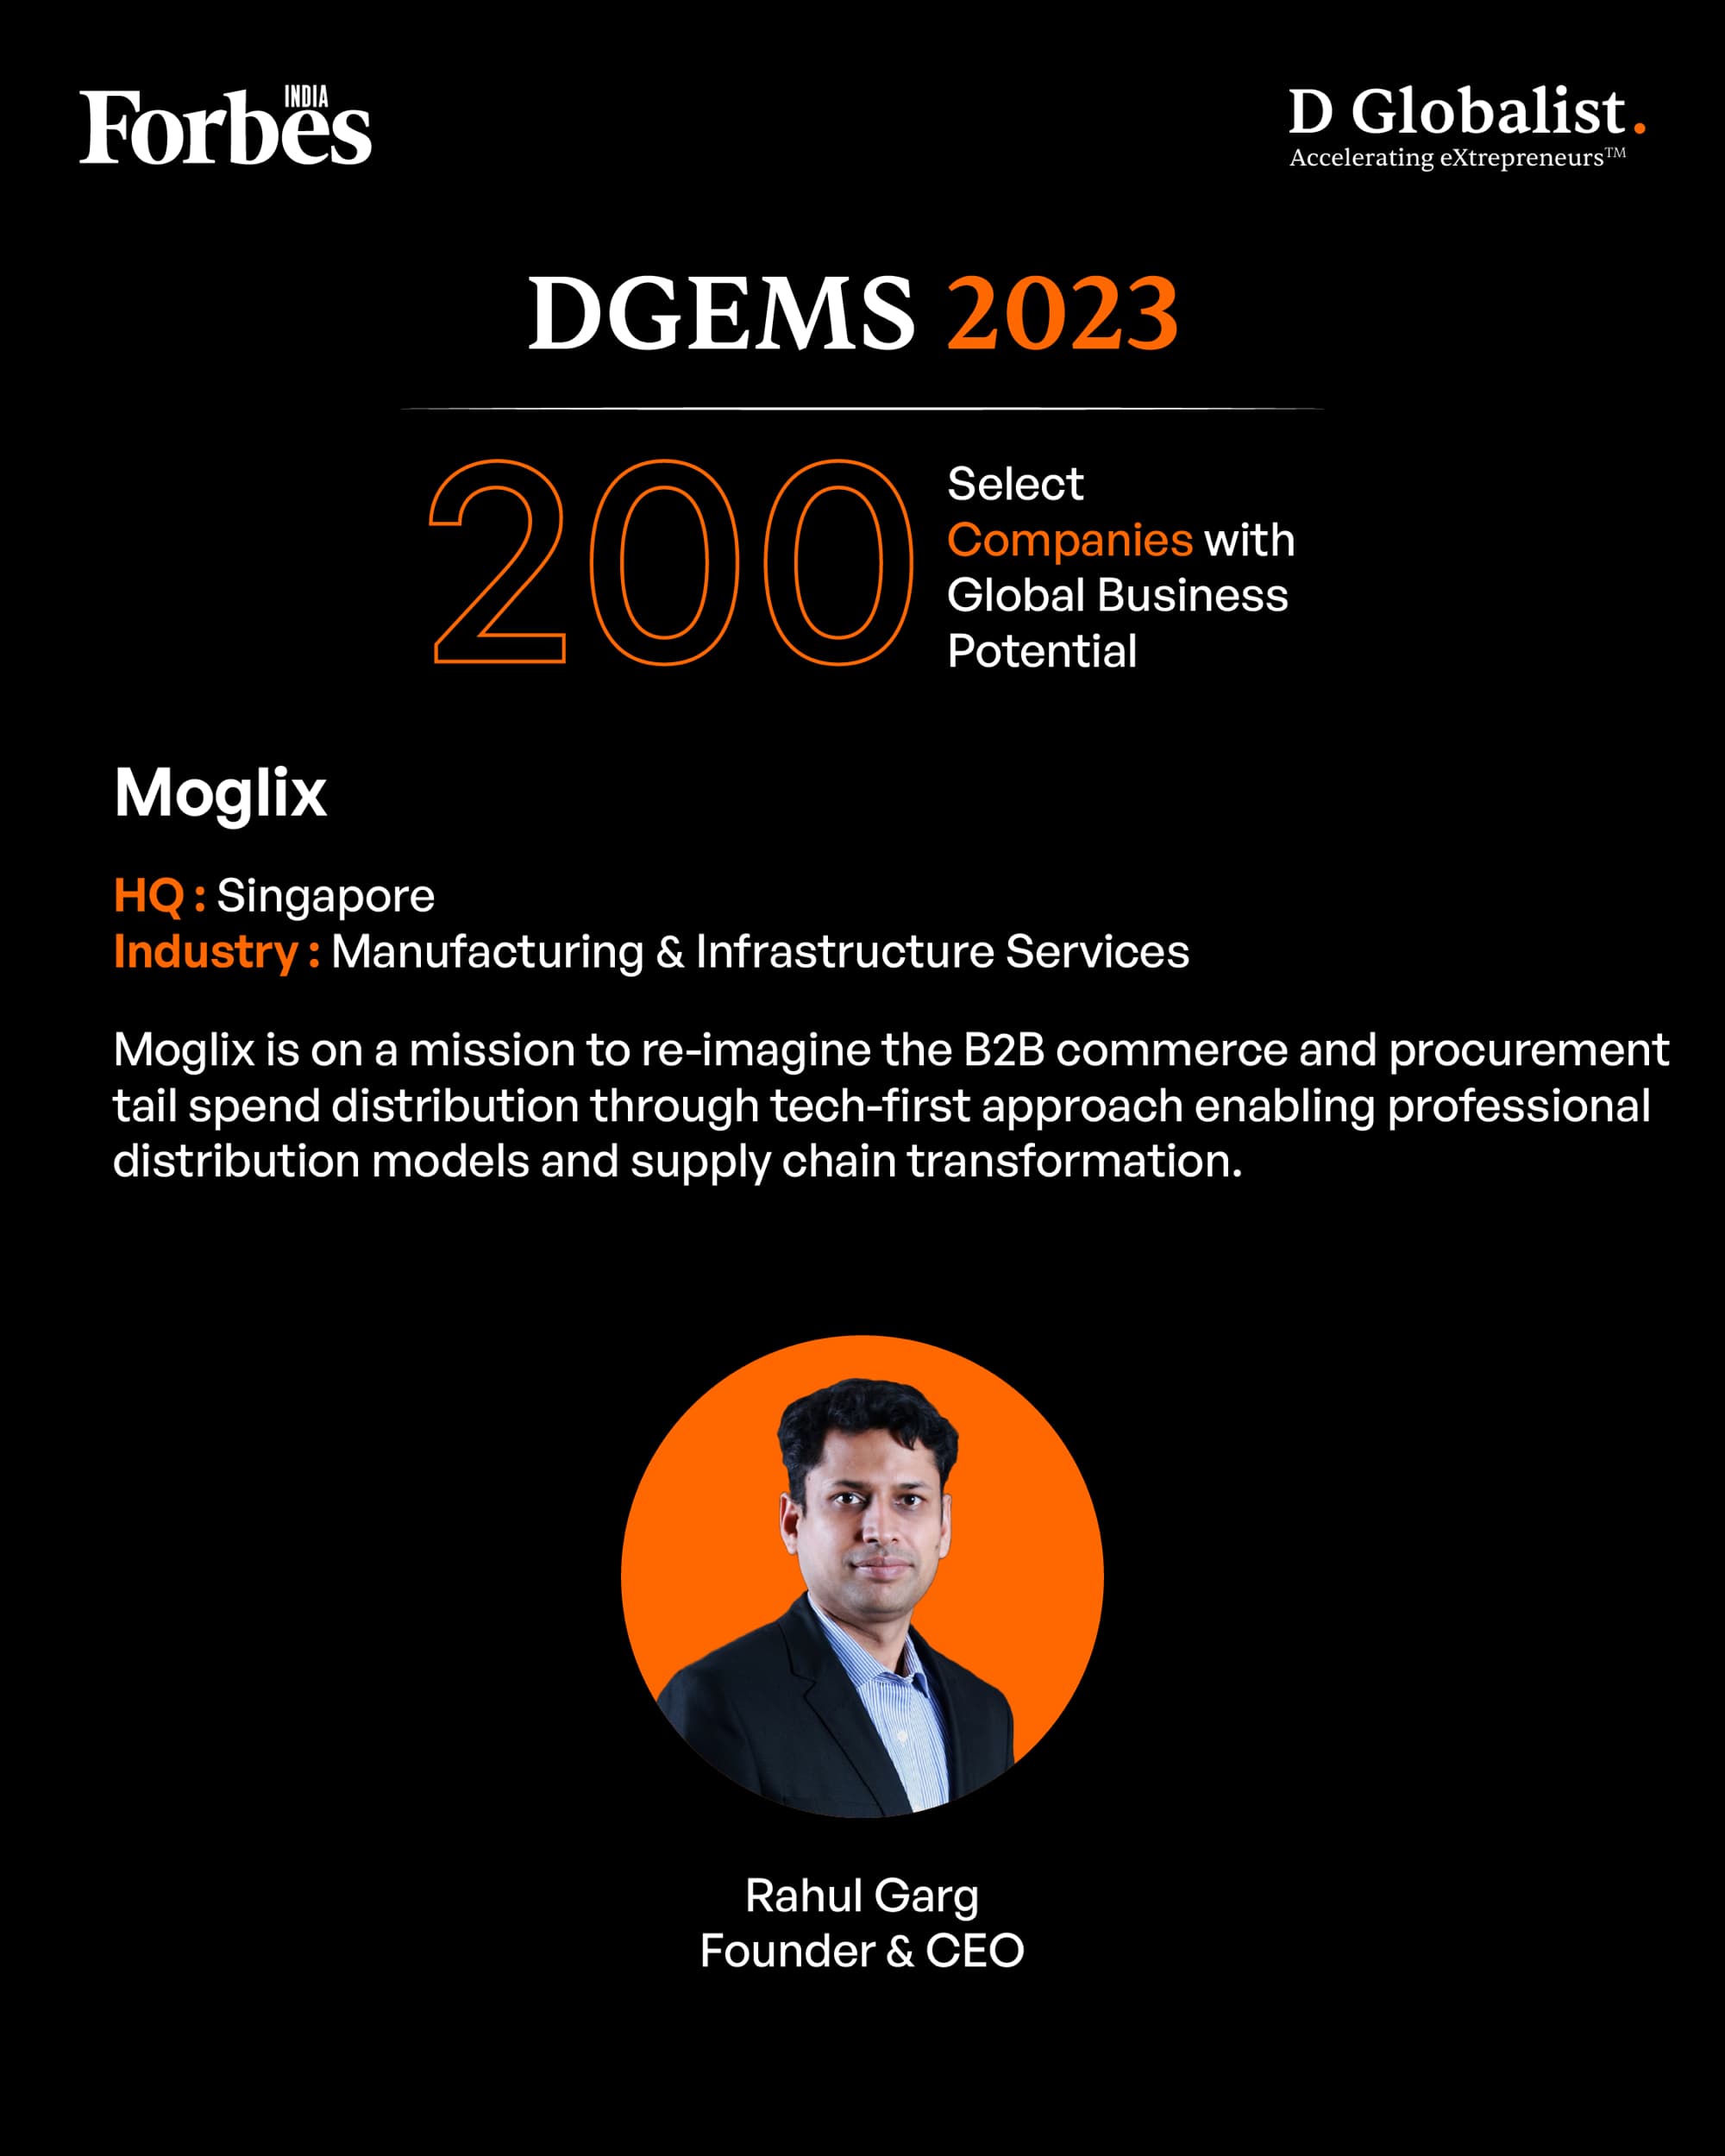 Forbes INDIA
D Globalist.
Accelerating eXtrepreneurs™
DGEMS 2023
200
Select
Companies with
Global Business
Potential
Moglix
HQ : Singapore
Industry : Manufacturing & Infrastructure Services
Moglix is on a mission to re-imagine the B2B commerce and procurement
tail spend distribution through tech-first approach enabling professional
distribution models and supply chain transformation.
Rahul Garg
Founder & CEO